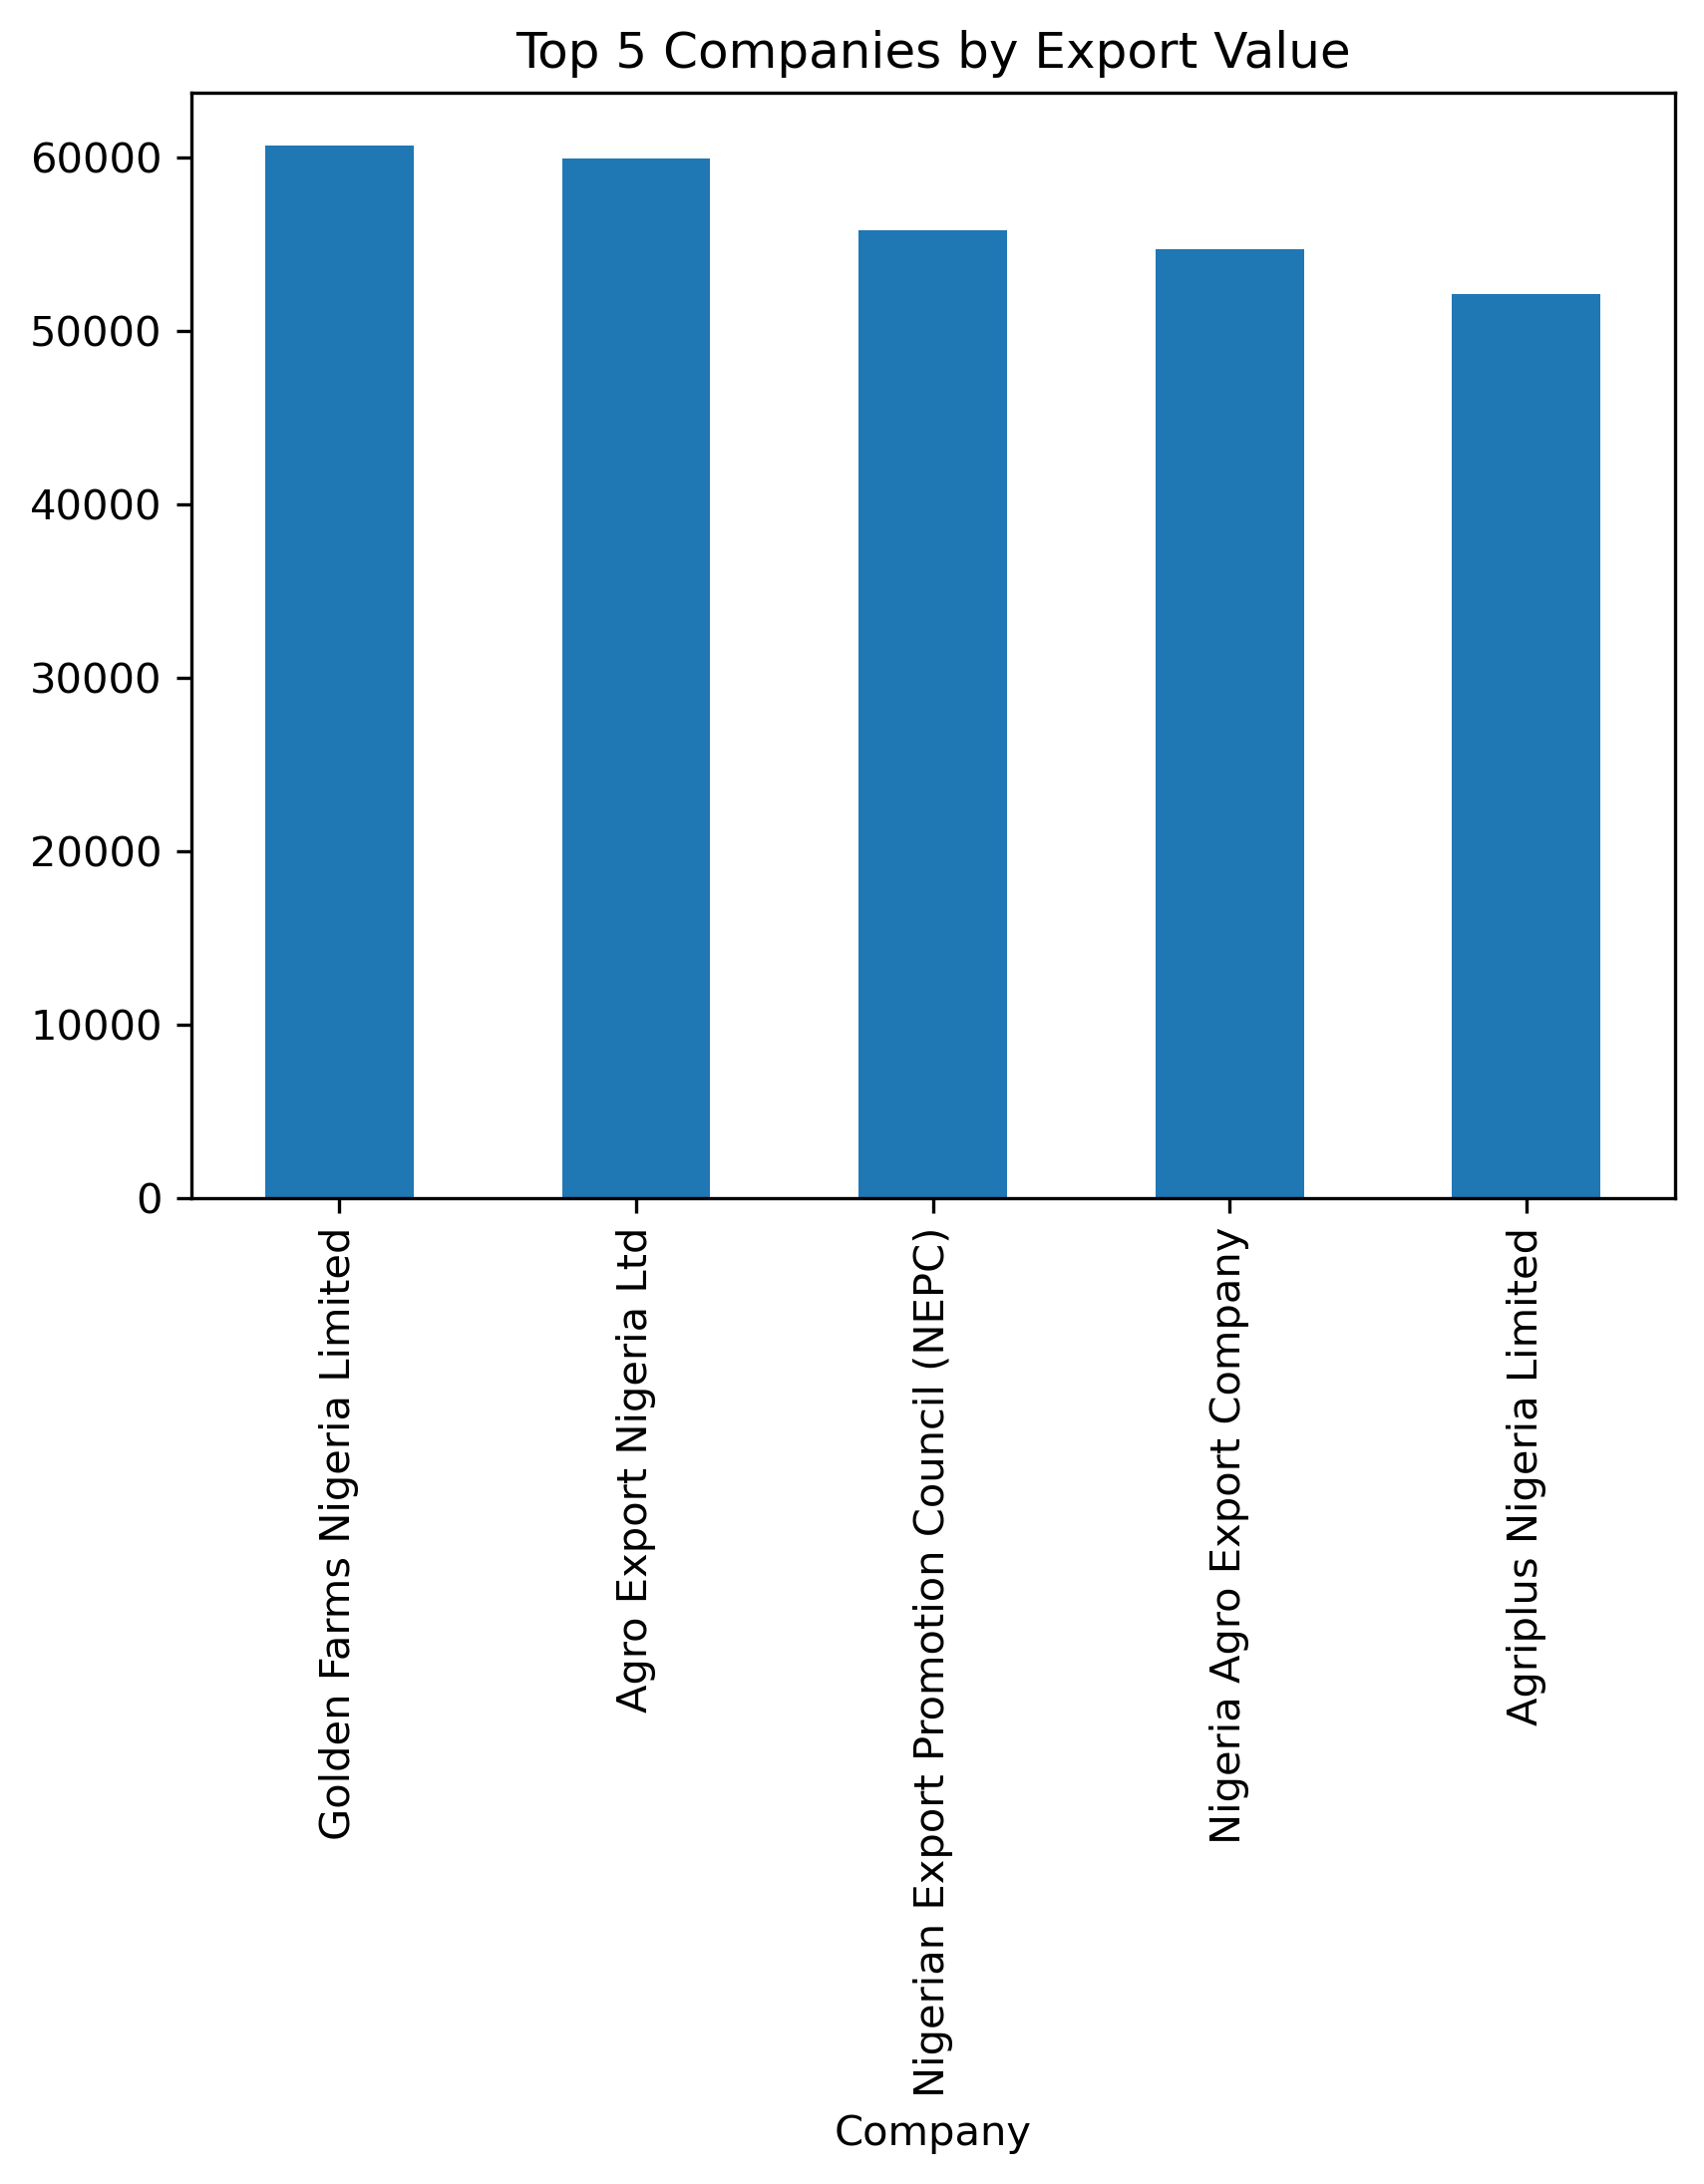 Top 5 Companies by Export Value
60000
50000
40000
30000
20000
10000
0
Golden Farms Nigeria Limited
Agro Export Nigeria Ltd
Nigerian Export Promotion Council (NEPC)
Nigeria Agro Export Company
Agriplus Nigeria Limited
Company